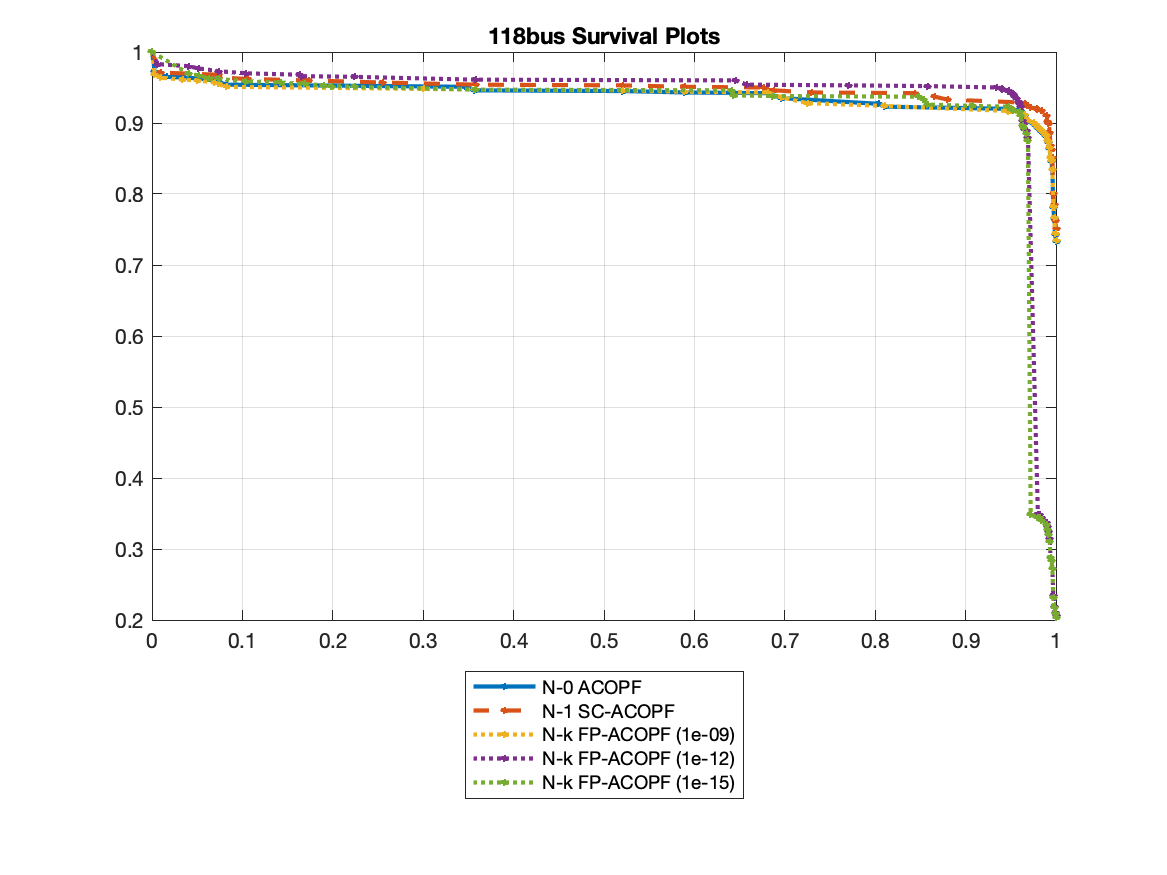 118bus Survival Plots
1
0.9
0.8
0.7
0.6
0.5
0.4
0.3
0.2
0 0.1 0.2 0.3 0.4 0.5 0.6 0.7 0.8 0.9 1
N-0 ACOPF
N-1 SC-ACOPF
N-k FP-ACOPF (1e-09)
N-k FP-ACOPF (1e-12)
N-k FP-ACOPF (1e-15)